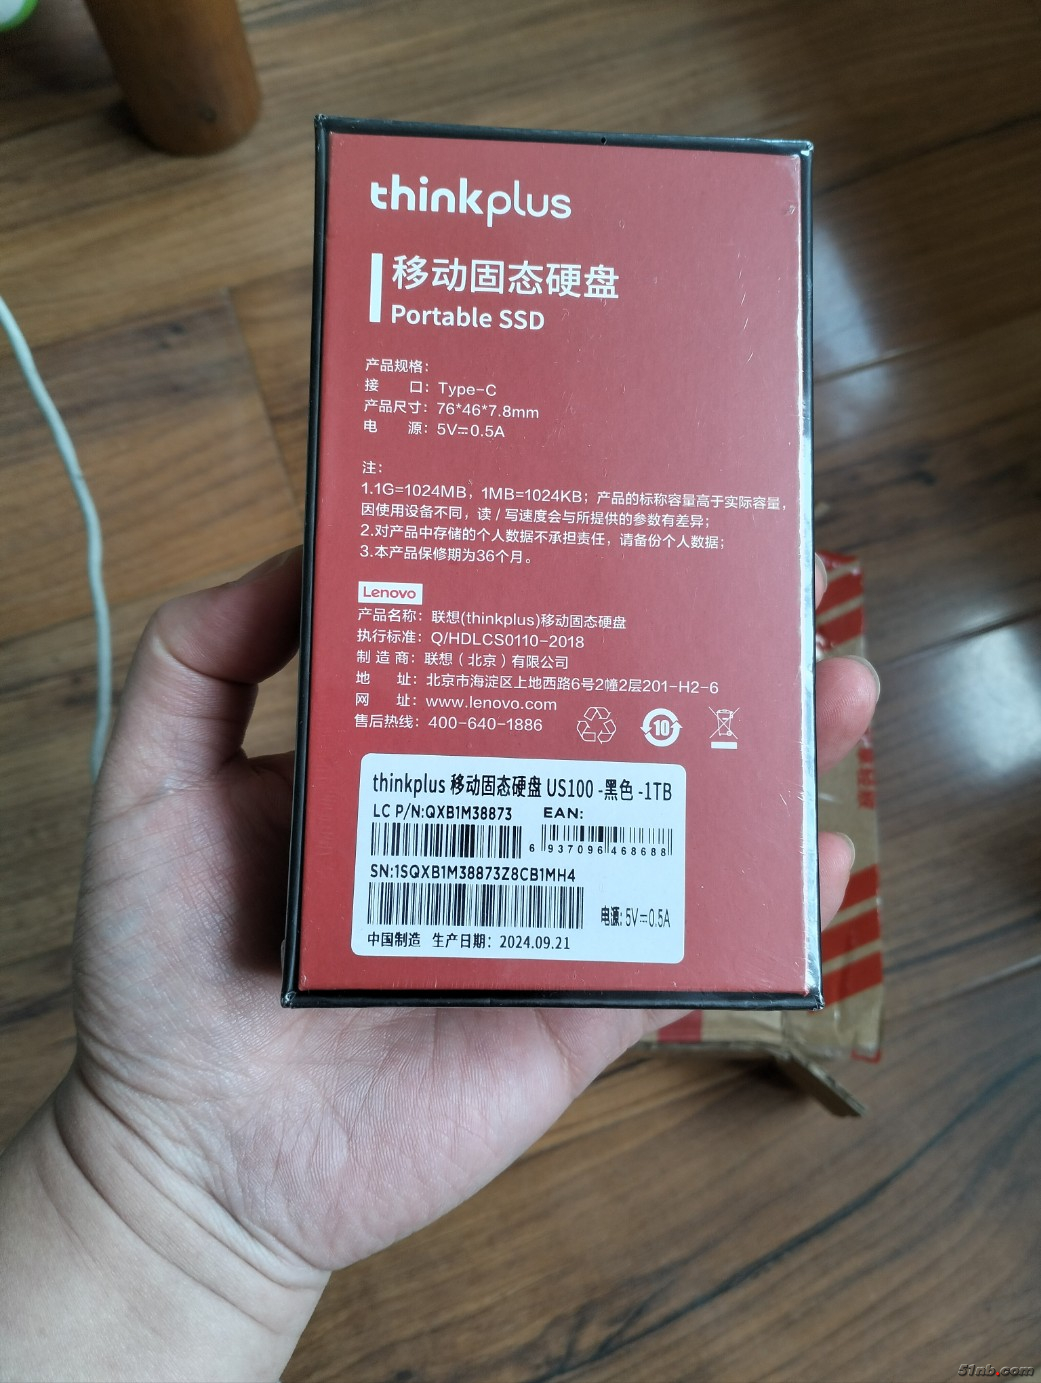 thinkplus
移动固态硬盘
Portable SSD
产品规格：
接　　口：Type-C
产品尺寸：76*46*7.8mm
电　　源：5V⎓0.5A
注：
1.1G=1024MB，1MB=1024KB；产品的标称容量高于实际容量，
因使用设备不同，读 / 写速度会与所提供的参数有差异；
2.对产品中存储的个人数据不承担责任，请备份个人数据；
3.本产品保修期为36个月。
Lenovo
产品名称：联想(thinkplus)移动固态硬盘
执行标准：Q/HDLCS0110-2018
制 造 商：联想（北京）有限公司
地　　址：北京市海淀区上地西路6号2幢2层201-H2-6
网　　址：www.lenovo.com
售后热线：400-640-1886
10
thinkplus 移动固态硬盘 US100 -黑色 -1TB
LC P/N:QXB1M38873 EAN:
6 937096 468688
SN:1SQXB1M38873Z8CB1MH4
电源: 5V⎓0.5A
中国制造 生产日期：2024.09.21
51nb.com